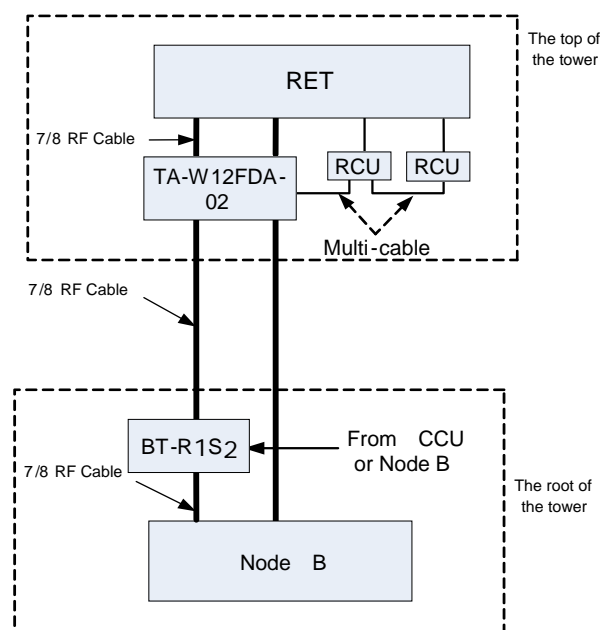 The top of
the tower
RET
7/8 RF Cable
TA-W12FDA-
02
RCU
RCU
Multi-cable
7/8 RF Cable
BT-R1S2
From CCU
or Node B
7/8 RF Cable
The root of
the tower
Node B